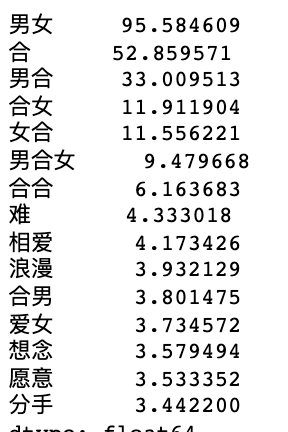 男女 95.584609
合 52.859571
男合 33.009513
合女 11.911904
女合 11.556221
男合女 9.479668
合合 6.163683
难 4.333018
相爱 4.173426
浪漫 3.932129
合男 3.801475
爱女 3.734572
想念 3.579494
愿意 3.533352
分手 3.442200
dtype: float64